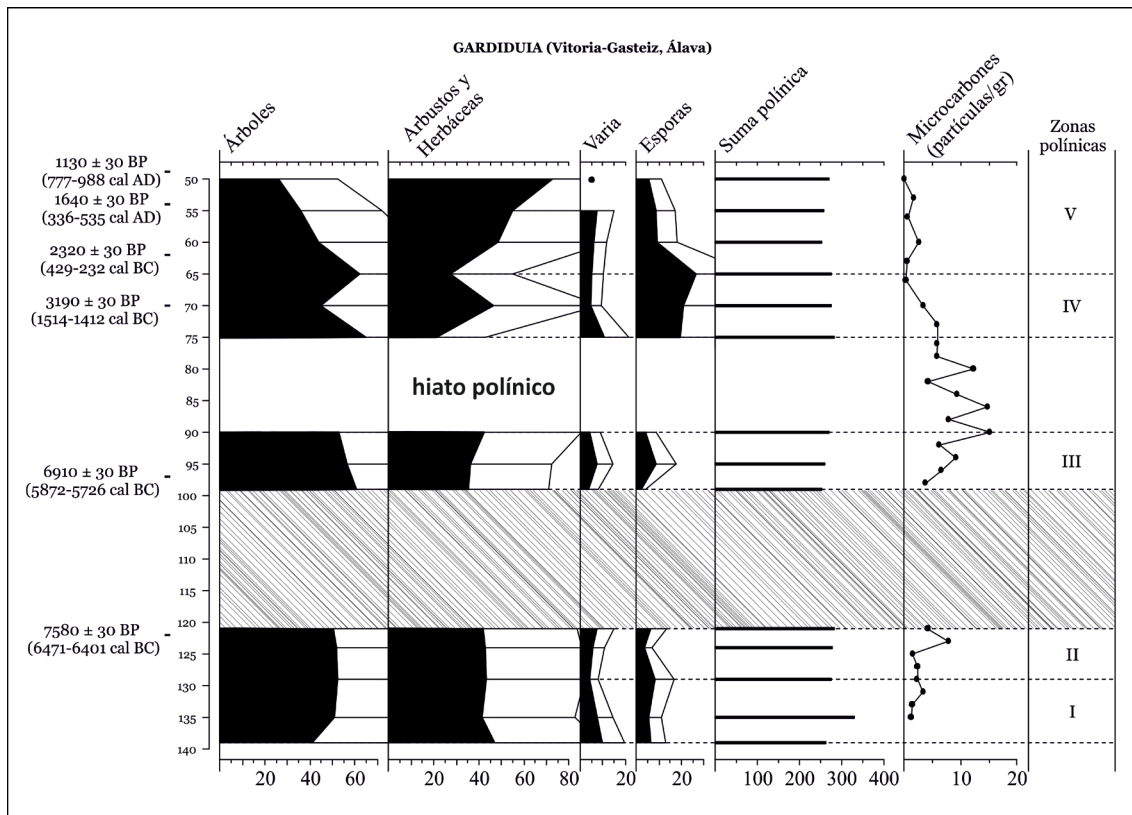 GARDIDUIA (Vitoria-Gasteiz, Álava)
Árboles
Arbustos y
Herbáceas
Varia
Esporas
Suma polínica
Microcarbones
(partículas/gr)
Zonas
polínicas
1130 ± 30 BP
(777-988 cal AD)
1640 ± 30 BP
(336-535 cal AD)
2320 ± 30 BP
(429-232 cal BC)
3190 ± 30 BP
(1514-1412 cal BC)
6910 ± 30 BP
(5872-5726 cal BC)
7580 ± 30 BP
(6471-6401 cal BC)
50
55
60
65
70
75
80
85
90
95
100
105
110
115
120
125
130
135
140
hiato polínico
V
IV
III
II
I
20 40 60 20 40 60 80 20 20 100 200 300 400 0 10 20